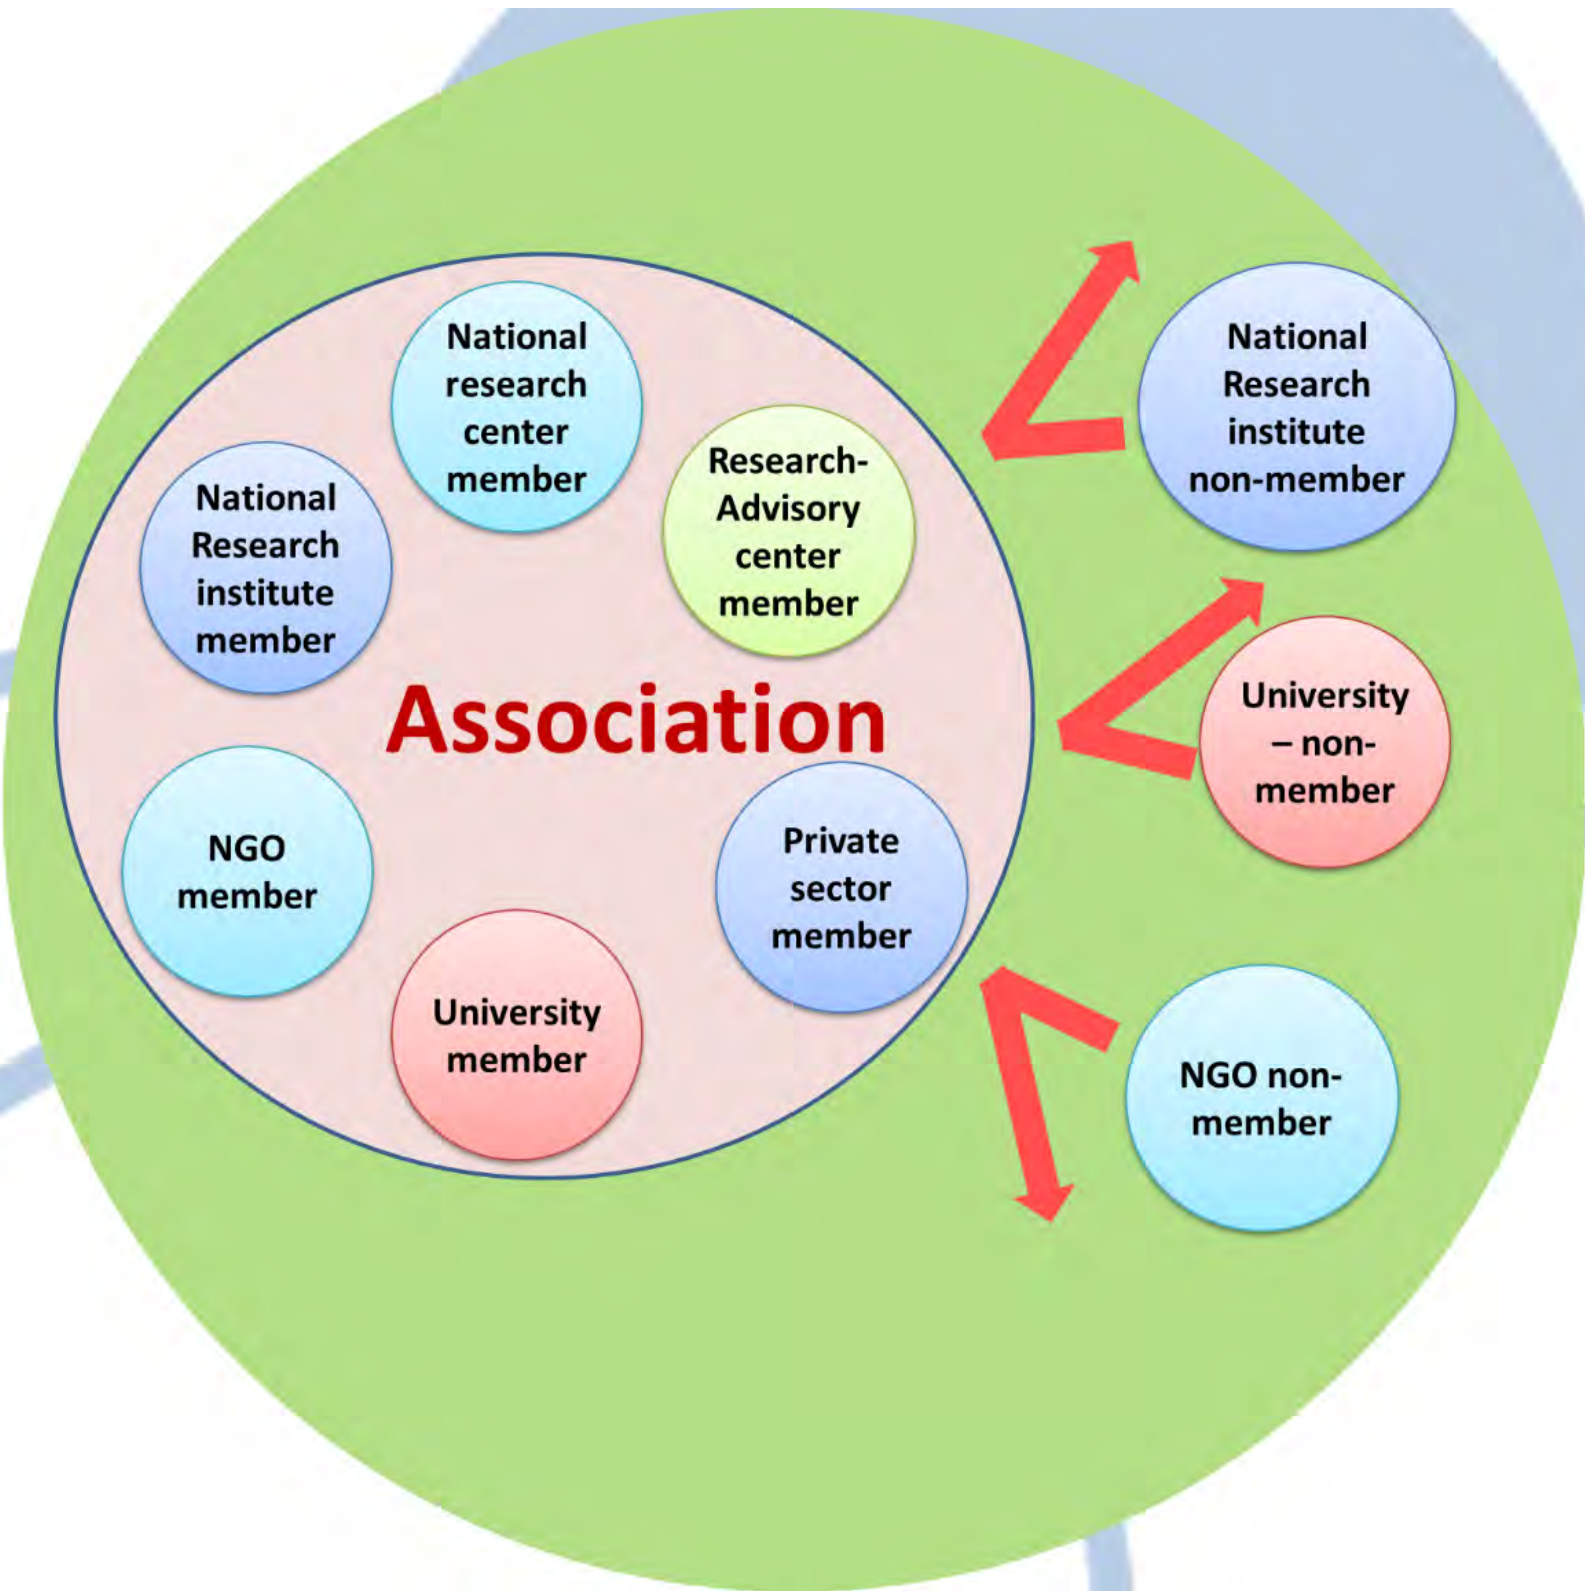 National
research
center
member
National
Research
institute
member
Research-
Advisory
center
member
Association
NGO
member
Private
sector
member
University
member
National
Research
institute
non-member
University
– non-
member
NGO non-
member